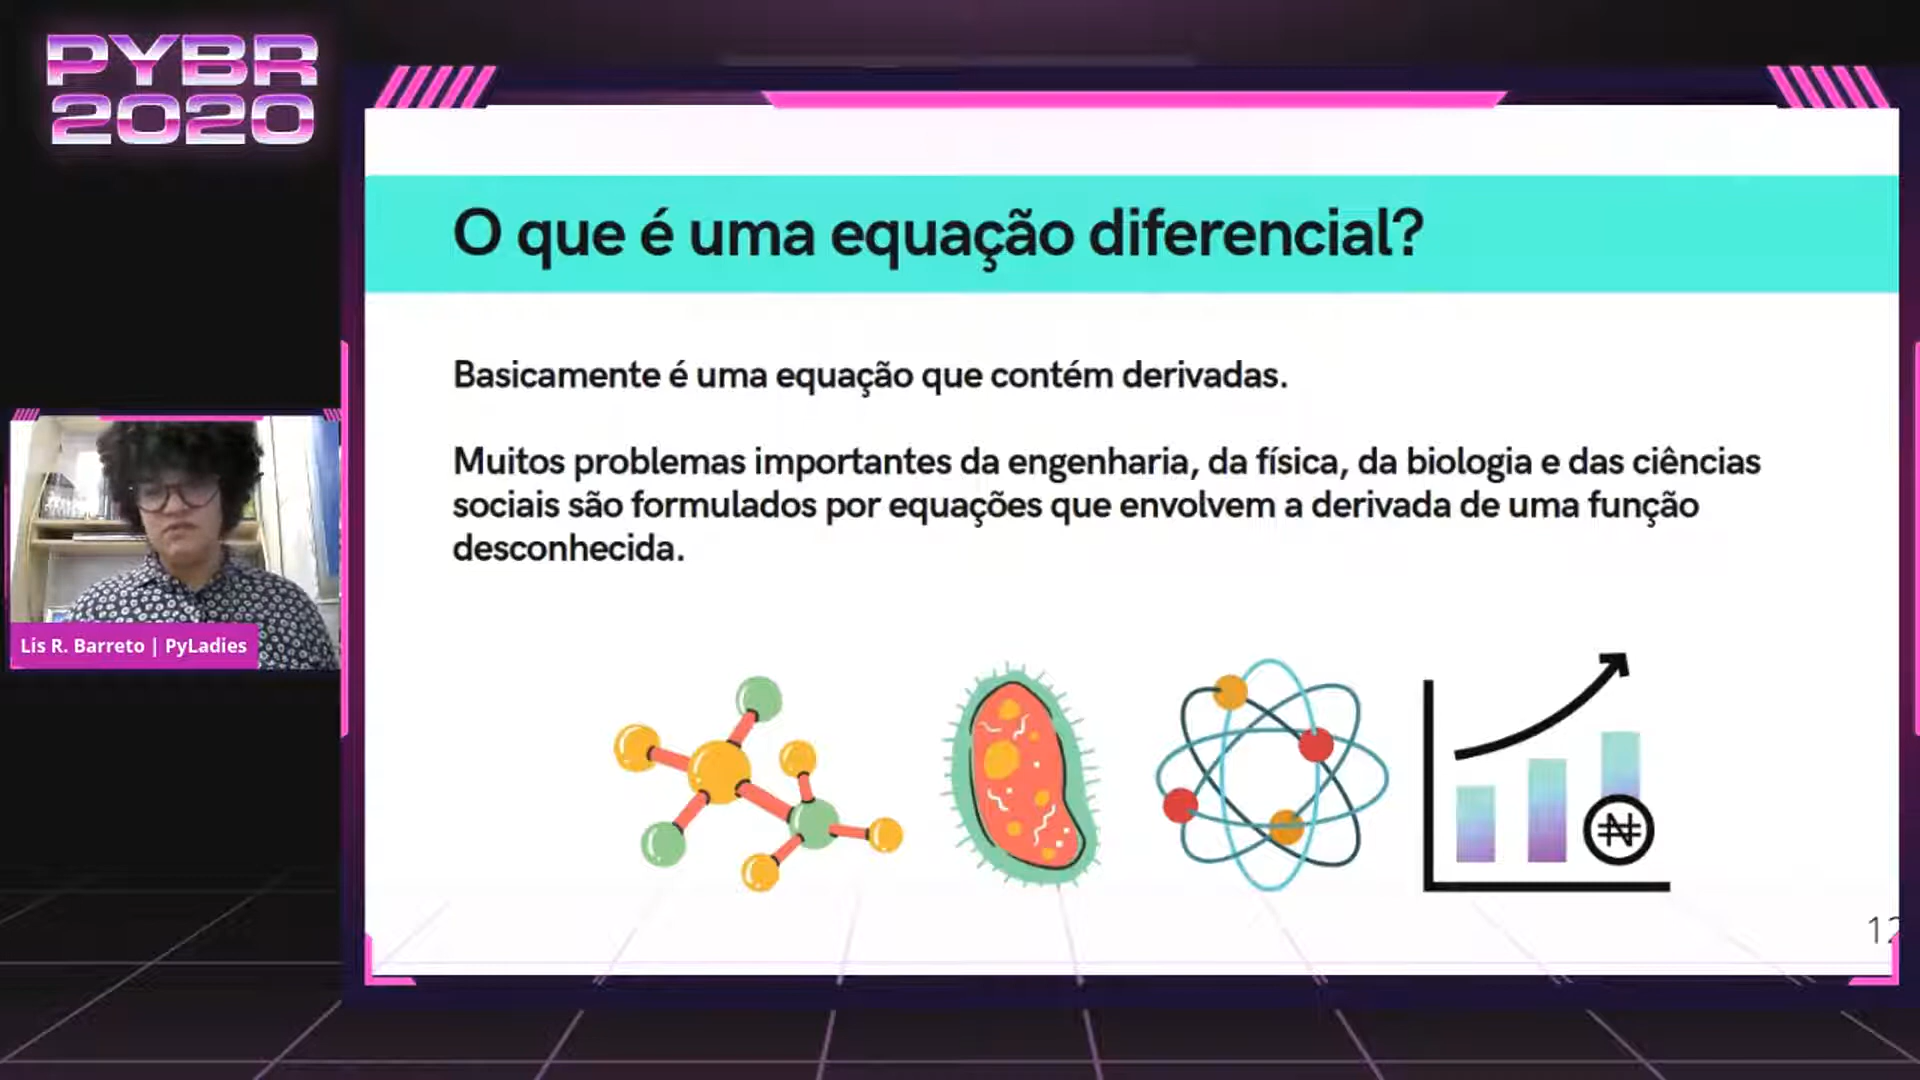 PYBR
2020
O que é uma equação diferencial?
Basicamente é uma equação que contém derivadas.
Muitos problemas importantes da engenharia, da física, da biologia e das ciências
sociais são formulados por equações que envolvem a derivada de uma função
desconhecida.
Lis R. Barreto | PyLadies
12